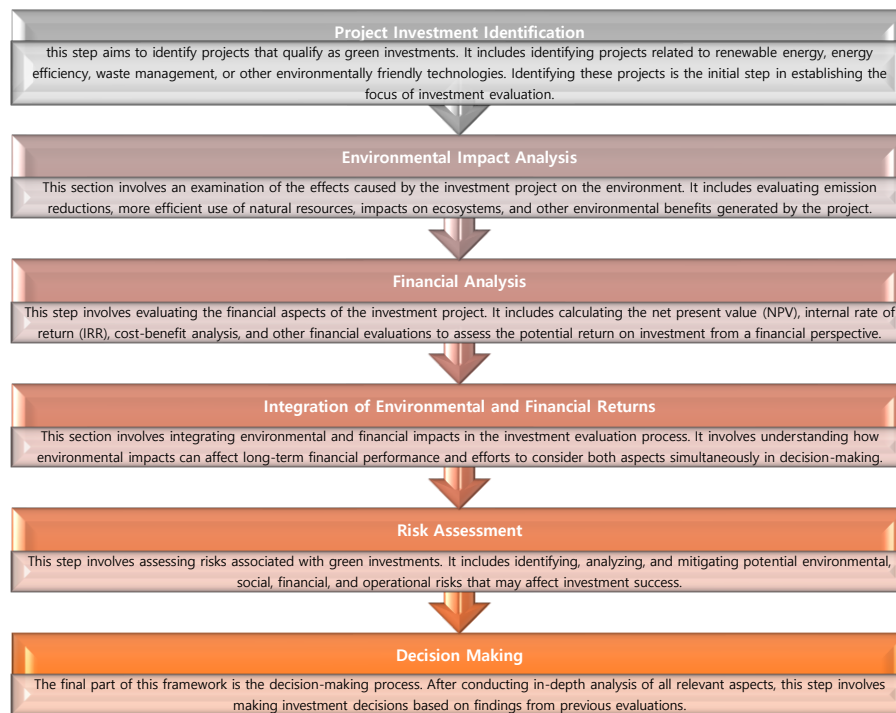 Project Investment Identification
this step aims to identify projects that qualify as green investments. It includes identifying projects related to renewable energy, energy
efficiency, waste management, or other environmentally friendly technologies. Identifying these projects is the initial step in establishing the
focus of investment evaluation.
Environmental Impact Analysis
This section involves an examination of the effects caused by the investment project on the environment. It includes evaluating emission
reductions, more efficient use of natural resources, impacts on ecosystems, and other environmental benefits generated by the project.
Financial Analysis
This step involves evaluating the financial aspects of the investment project. It includes calculating the net present value (NPV), internal rate of
return (IRR), cost-benefit analysis, and other financial evaluations to assess the potential return on investment from a financial perspective.
Integration of Environmental and Financial Returns
This section involves integrating environmental and financial impacts in the investment evaluation process. It involves understanding how
environmental impacts can affect long-term financial performance and efforts to consider both aspects simultaneously in decision-making.
Risk Assessment
This step involves assessing risks associated with green investments. It includes identifying, analyzing, and mitigating potential environmental,
social, financial, and operational risks that may affect investment success.
Decision Making
The final part of this framework is the decision-making process. After conducting in-depth analysis of all relevant aspects, this step involves
making investment decisions based on findings from previous evaluations.